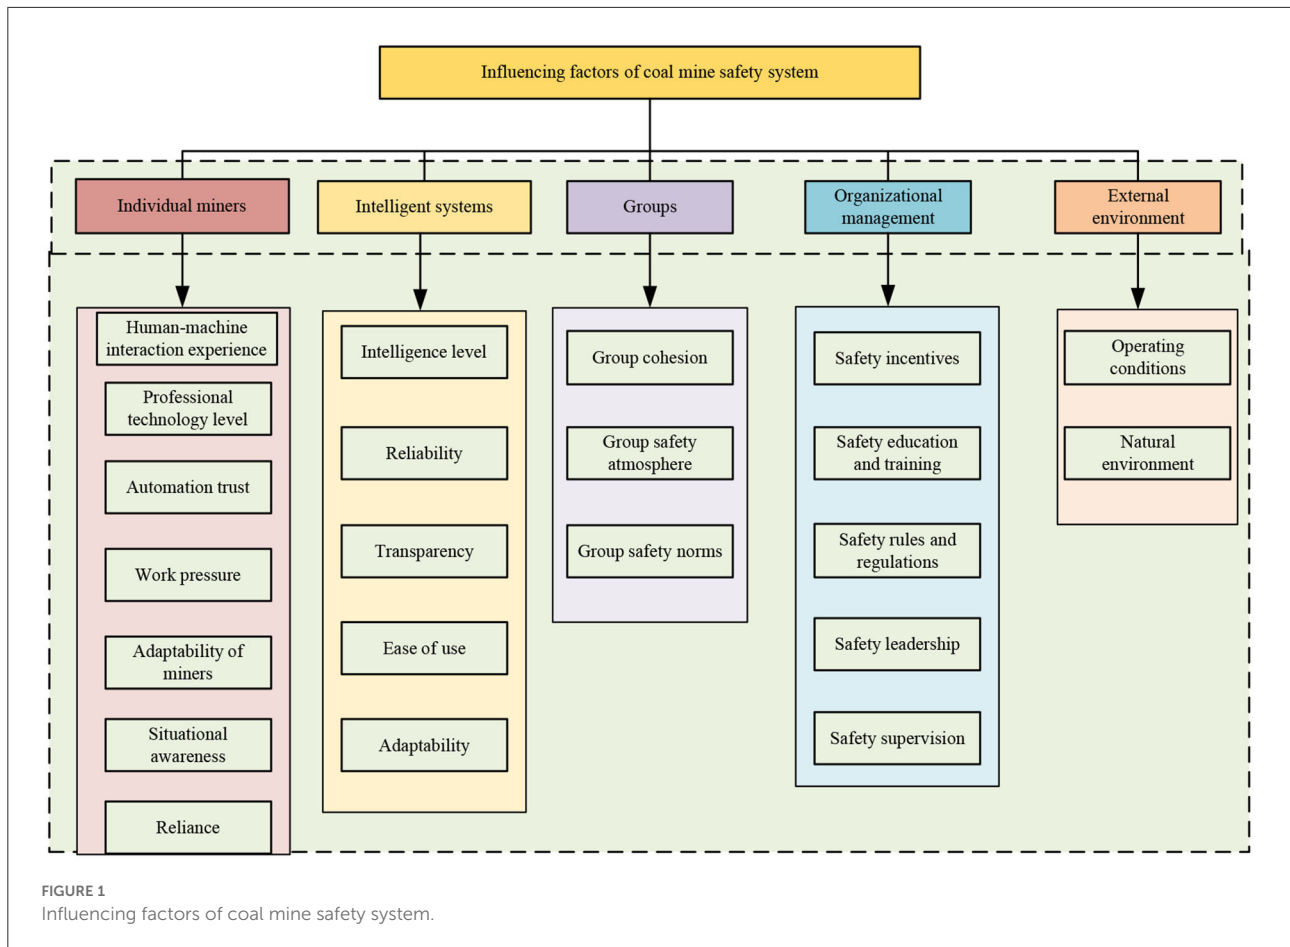 Influencing factors of coal mine safety system
Individual miners
Intelligent systems
Groups
Organizational
management
External
environment
Human-machine
interaction experience
Professional
technology level
Automation trust
Work pressure
Adaptability of
miners
Situational
awareness
Reliance
Intelligence level
Reliability
Transparency
Ease of use
Adaptability
Group cohesion
Group safety
atmosphere
Group safety norms
Safety incentives
Safety education
and training
Safety rules and
regulations
Safety leadership
Safety supervision
Operating
conditions
Natural
environment
FIGURE 1
Influencing factors of coal mine safety system.